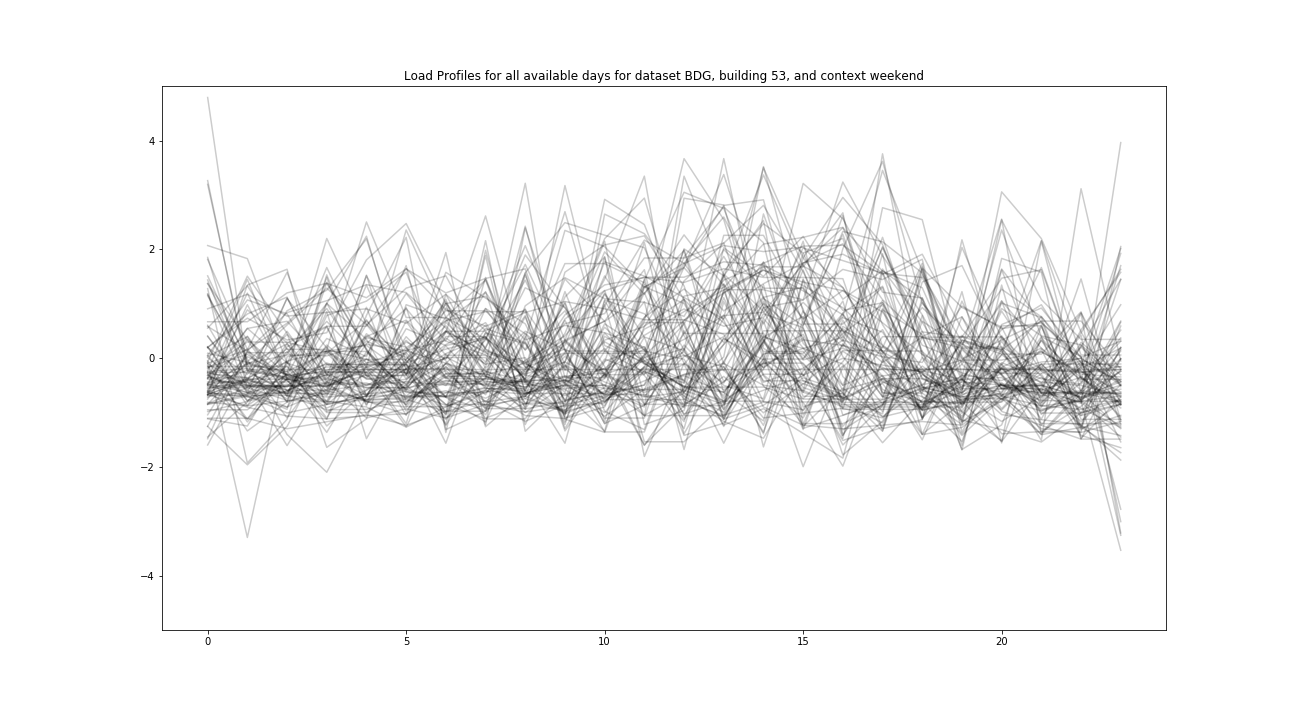 Load Profiles for all available days for dataset BDG, building 53, and context weekend
4
2
0
−2
−4
0 5 10 15 20